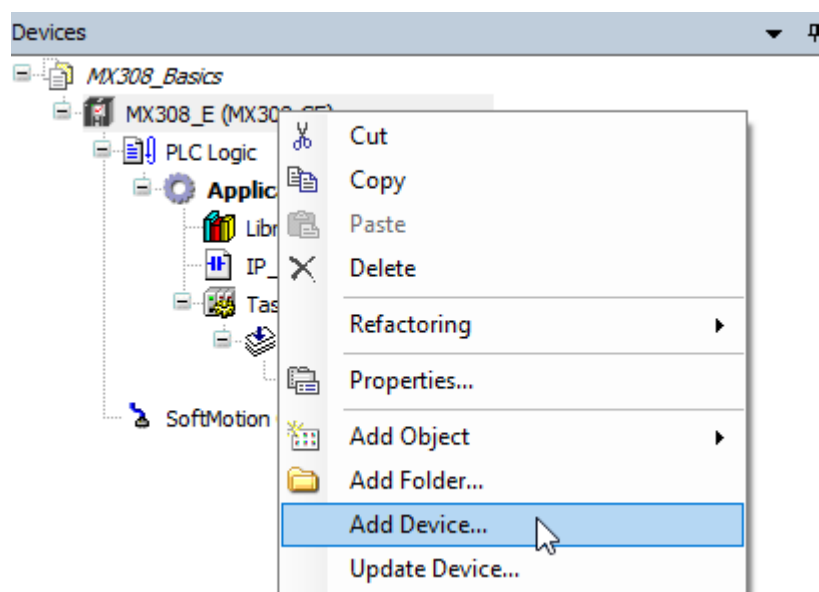 Devices
MX308_Basics
MX308_E (MX308
PLC Logic
Applic
Libr
IP_
Tas
SoftMotion
Cut
Copy
Paste
Delete
Refactoring
Properties...
Add Object
Add Folder...
Add Device...
Update Device...